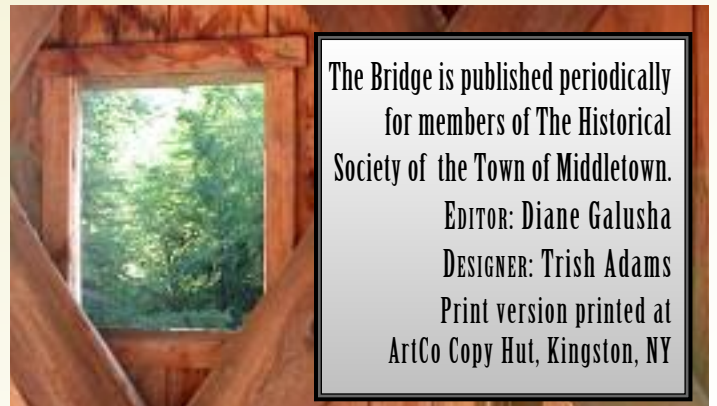 The Bridge is published periodically
for members of The Historical
Society of the Town of Middletown.
EDITOR: Diane Galusha
DESIGNER: Trish Adams
Print version printed at
ArtCo Copy Hut, Kingston, NY